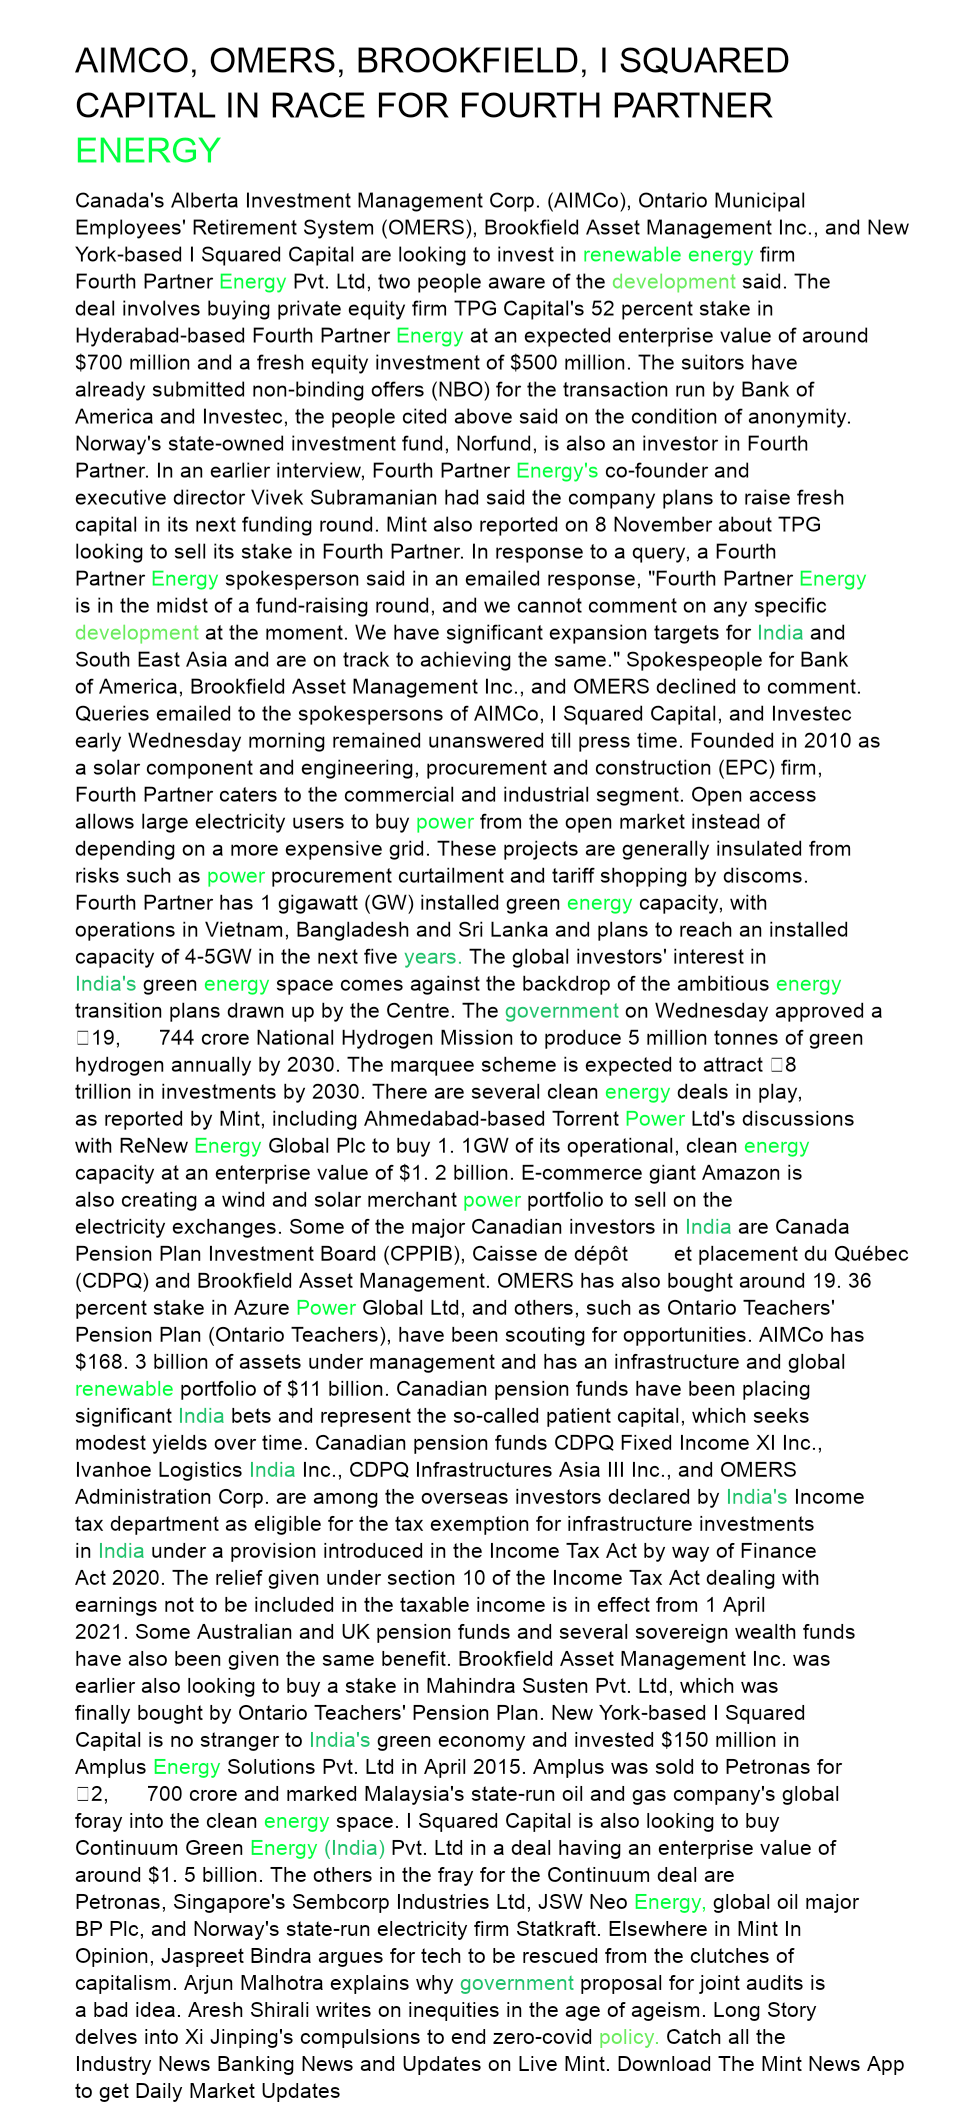 AIMCO, OMERS, BROOKFIELD, I SQUARED
CAPITAL IN RACE FOR FOURTH PARTNER
ENERGY
Canada's Alberta Investment Management Corp. (AIMCo), Ontario Municipal
Employees' Retirement System (OMERS), Brookfield Asset Management Inc., and New
York-based I Squared Capital are looking to invest in renewable energy firm
Fourth Partner Energy Pvt. Ltd, two people aware of the development said. The
deal involves buying private equity firm TPG Capital's 52 percent stake in
Hyderabad-based Fourth Partner Energy at an expected enterprise value of around
$700 million and a fresh equity investment of $500 million. The suitors have
already submitted non-binding offers (NBO) for the transaction run by Bank of
America and Investec, the people cited above said on the condition of anonymity.
Norway's state-owned investment fund, Norfund, is also an investor in Fourth
Partner. In an earlier interview, Fourth Partner Energy's co-founder and
executive director Vivek Subramanian had said the company plans to raise fresh
capital in its next funding round. Mint also reported on 8 November about TPG
looking to sell its stake in Fourth Partner. In response to a query, a Fourth
Partner Energy spokesperson said in an emailed response, "Fourth Partner Energy
is in the midst of a fund-raising round, and we cannot comment on any specific
development at the moment. We have significant expansion targets for India and
South East Asia and are on track to achieving the same." Spokespeople for Bank
of America, Brookfield Asset Management Inc., and OMERS declined to comment.
Queries emailed to the spokespersons of AIMCo, I Squared Capital, and Investec
early Wednesday morning remained unanswered till press time. Founded in 2010 as
a solar component and engineering, procurement and construction (EPC) firm,
Fourth Partner caters to the commercial and industrial segment. Open access
allows large electricity users to buy power from the open market instead of
depending on a more expensive grid. These projects are generally insulated from
risks such as power procurement curtailment and tariff shopping by discoms.
Fourth Partner has 1 gigawatt (GW) installed green energy capacity, with
operations in Vietnam, Bangladesh and Sri Lanka and plans to reach an installed
capacity of 4-5GW in the next five years. The global investors' interest in
India's green energy space comes against the backdrop of the ambitious energy
transition plans drawn up by the Centre. The government on Wednesday approved a
□19, 744 crore National Hydrogen Mission to produce 5 million tonnes of green
hydrogen annually by 2030. The marquee scheme is expected to attract □8
trillion in investments by 2030. There are several clean energy deals in play,
as reported by Mint, including Ahmedabad-based Torrent Power Ltd's discussions
with ReNew Energy Global Plc to buy 1. 1GW of its operational, clean energy
capacity at an enterprise value of $1. 2 billion. E-commerce giant Amazon is
also creating a wind and solar merchant power portfolio to sell on the
electricity exchanges. Some of the major Canadian investors in India are Canada
Pension Plan Investment Board (CPPIB), Caisse de dépôt et placement du Québec
(CDPQ) and Brookfield Asset Management. OMERS has also bought around 19. 36
percent stake in Azure Power Global Ltd, and others, such as Ontario Teachers'
Pension Plan (Ontario Teachers), have been scouting for opportunities. AIMCo has
$168. 3 billion of assets under management and has an infrastructure and global
renewable portfolio of $11 billion. Canadian pension funds have been placing
significant India bets and represent the so-called patient capital, which seeks
modest yields over time. Canadian pension funds CDPQ Fixed Income XI Inc.,
Ivanhoe Logistics India Inc., CDPQ Infrastructures Asia III Inc., and OMERS
Administration Corp. are among the overseas investors declared by India's Income
tax department as eligible for the tax exemption for infrastructure investments
in India under a provision introduced in the Income Tax Act by way of Finance
Act 2020. The relief given under section 10 of the Income Tax Act dealing with
earnings not to be included in the taxable income is in effect from 1 April
2021. Some Australian and UK pension funds and several sovereign wealth funds
have also been given the same benefit. Brookfield Asset Management Inc. was
earlier also looking to buy a stake in Mahindra Susten Pvt. Ltd, which was
finally bought by Ontario Teachers' Pension Plan. New York-based I Squared
Capital is no stranger to India's green economy and invested $150 million in
Amplus Energy Solutions Pvt. Ltd in April 2015. Amplus was sold to Petronas for
□2, 700 crore and marked Malaysia's state-run oil and gas company's global
foray into the clean energy space. I Squared Capital is also looking to buy
Continuum Green Energy (India) Pvt. Ltd in a deal having an enterprise value of
around $1. 5 billion. The others in the fray for the Continuum deal are
Petronas, Singapore's Sembcorp Industries Ltd, JSW Neo Energy, global oil major
BP Plc, and Norway's state-run electricity firm Statkraft. Elsewhere in Mint In
Opinion, Jaspreet Bindra argues for tech to be rescued from the clutches of
capitalism. Arjun Malhotra explains why government proposal for joint audits is
a bad idea. Aresh Shirali writes on inequities in the age of ageism. Long Story
delves into Xi Jinping's compulsions to end zero-covid policy. Catch all the
Industry News Banking News and Updates on Live Mint. Download The Mint News App
to get Daily Market Updates